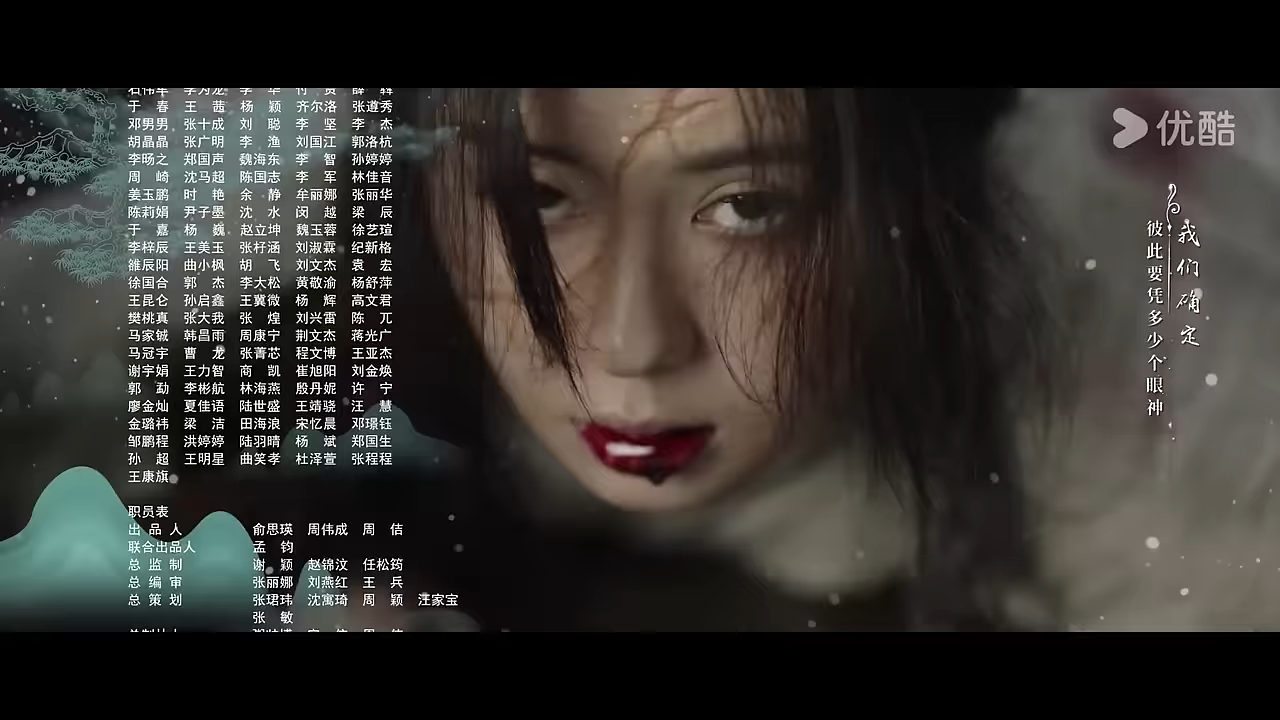 于　春　王　茜　杨　颖　齐尔洛　张遵秀
邓男男　张十成　刘　聪　李　坚　李　杰
胡晶晶　张广明　李　渔　刘国江　郭洛杭
李旸之　郑国声　魏海东　李　智　孙婷婷
周　崎　沈马超　陈国志　李　军　林佳音
姜玉鹏　时　艳　余　静　牟丽娜　张丽华
陈莉娟　尹子墨　沈　水　闵　越　梁　辰
于　嘉　杨　巍　赵立坤　魏玉蓉　徐艺瑄
李梓辰　王美玉　张籽涵　刘淑霖　纪新格
雒辰阳　曲小枫　胡　飞　刘文杰　袁　宏
徐国合　郭　杰　李大松　黄敬渝　杨舒萍
王昆仑　孙启鑫　王冀微　杨　辉　高文君
樊桃真　张大我　张　煌　刘兴雷　陈　兀
马家钺　韩昌雨　周康宁　荆文杰　蒋光广
马冠宇　曹　龙　张菁芯　程文博　王亚杰
谢宇娟　王力智　商　凯　崔旭阳　刘金焕
郭　勐　李彬航　林海燕　殷丹妮　许　宁
廖金灿　夏佳语　陆世盛　王靖骁　汪　慧
金璐祎　梁　洁　田海浪　宋忆晨　邓璟钰
邹鹏程　洪婷婷　陆羽晴　杨　斌　郑国生
孙　超　王明星　曲笑孝　杜泽萱　张程程
王康旗
职员表
出 品 人　俞思瑛　周伟成　周　佶
联合出品人　孟　钧
总 监 制　谢　颖　赵锦汶　任松筠
总 编 审　张丽娜　刘燕红　王　兵
总 策 划　张珺玮　沈寓琦　周　颖　汪家宝
张　敏
优酷
我们确定
彼此要凭多少个眼神